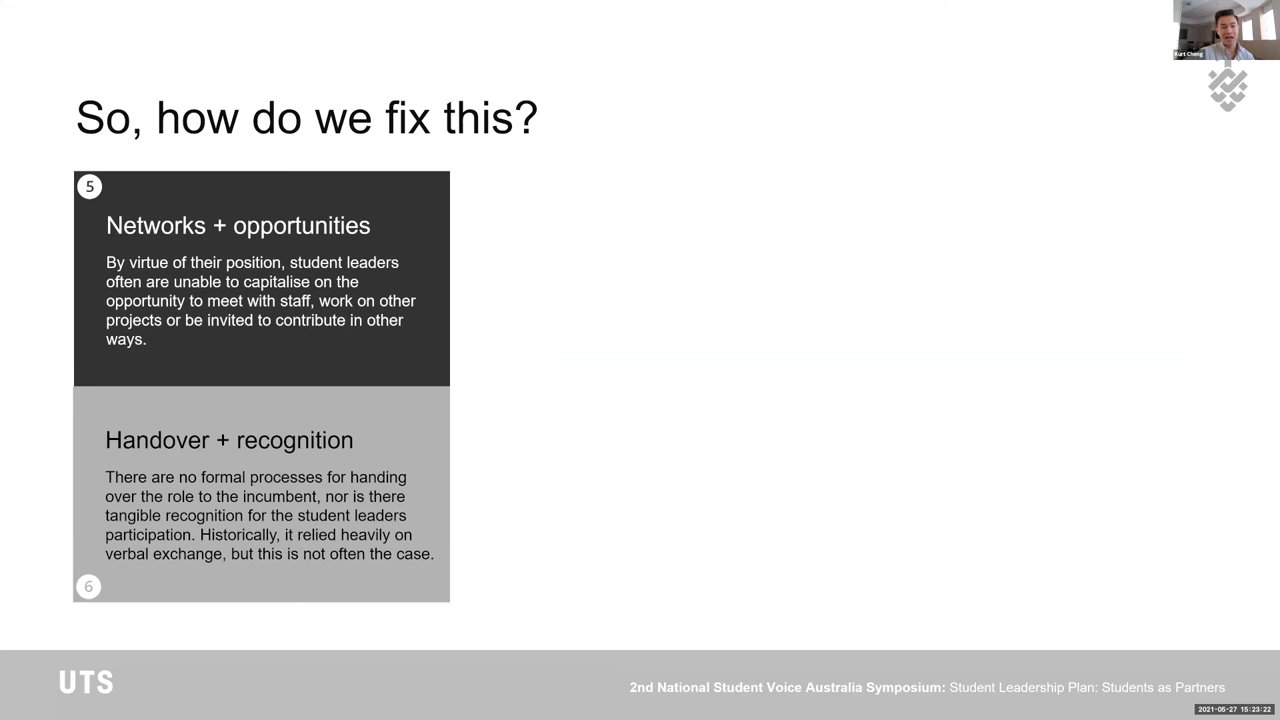 Kurt Cheng
So, how do we fix this?
5
Networks + opportunities
By virtue of their position, student leaders
often are unable to capitalise on the
opportunity to meet with staff, work on other
projects or be invited to contribute in other
ways.
Handover + recognition
There are no formal processes for handing
over the role to the incumbent, nor is there
tangible recognition for the student leaders
participation. Historically, it relied heavily on
verbal exchange, but this is not often the case.
6
UTS
2nd National Student Voice Australia Symposium: Student Leadership Plan: Students as Partners
2021-05-27 15:23:22